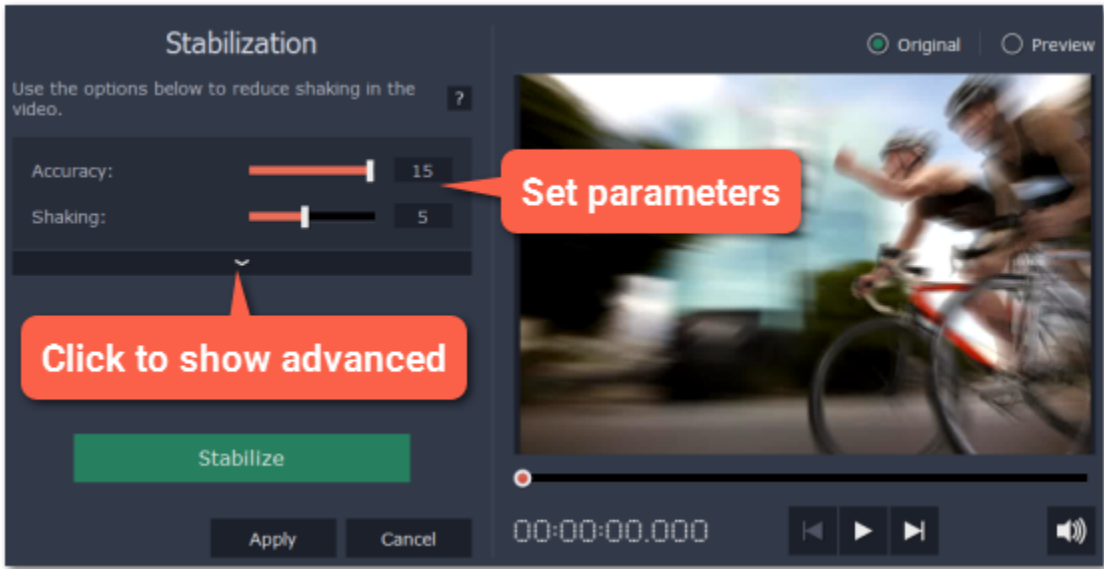 Stabilization
Use the options below to reduce shaking in the
video.
?
Accuracy:
15
Shaking:
5
Click to show advanced
Stabilize
Apply
Cancel
Original
Preview
Set parameters
00:00:00.000